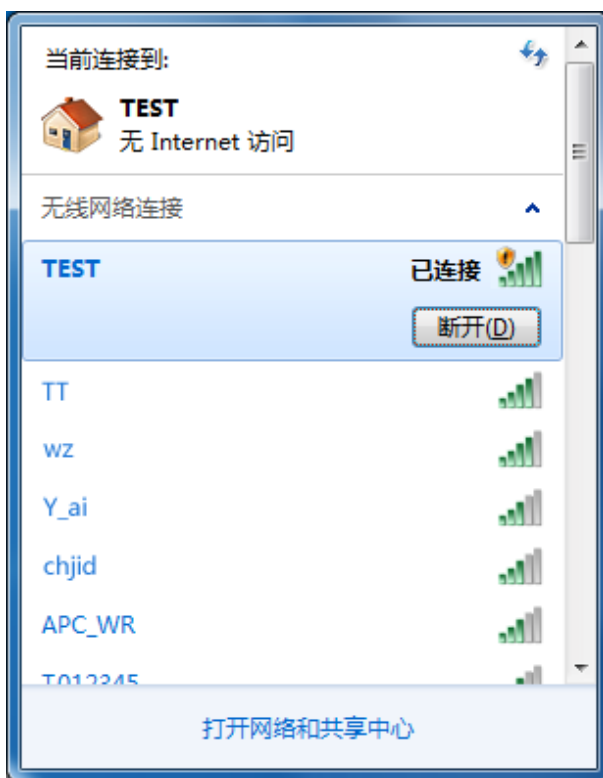 当前连接到:
TEST
无 Internet 访问
无线网络连接
TEST 已连接
断开(D)
TT
wz
Y_ai
chjid
APC_WR
T012345
打开网络和共享中心